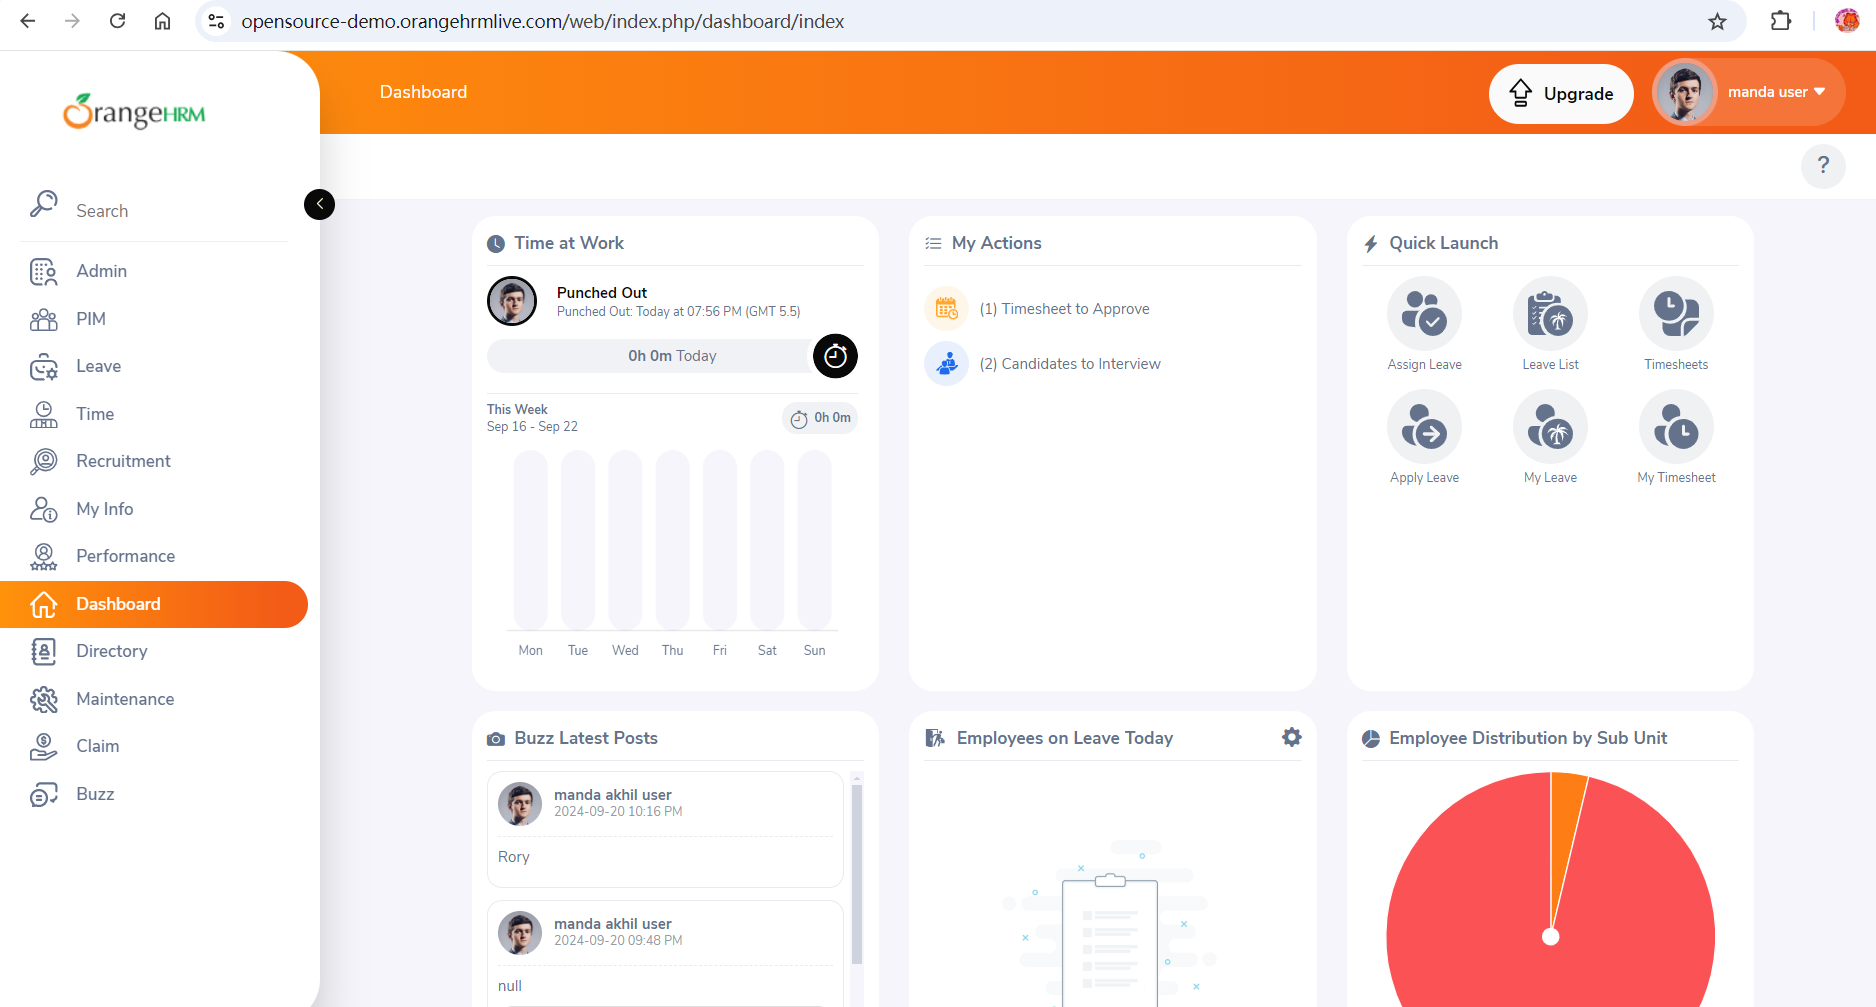 opensource-demo.orangehrmlive.com/web/index.php/dashboard/index
OrangeHRM
Dashboard
Upgrade
manda user
?
Search
Admin
PIM
Leave
Time
Recruitment
My Info
Performance
Dashboard
Directory
Maintenance
Claim
Buzz
Time at Work
Punched Out
Punched Out: Today at 07:56 PM (GMT 5.5)
0h 0m Today
This Week
Sep 16 - Sep 22
0h 0m
Mon Tue Wed Thu Fri Sat Sun
My Actions
(1) Timesheet to Approve
(2) Candidates to Interview
Quick Launch
Assign Leave
Leave List
Timesheets
Apply Leave
My Leave
My Timesheet
Buzz Latest Posts
manda akhil user
2024-09-20 10:16 PM
Rory
manda akhil user
2024-09-20 09:48 PM
null
Employees on Leave Today
Employee Distribution by Sub Unit